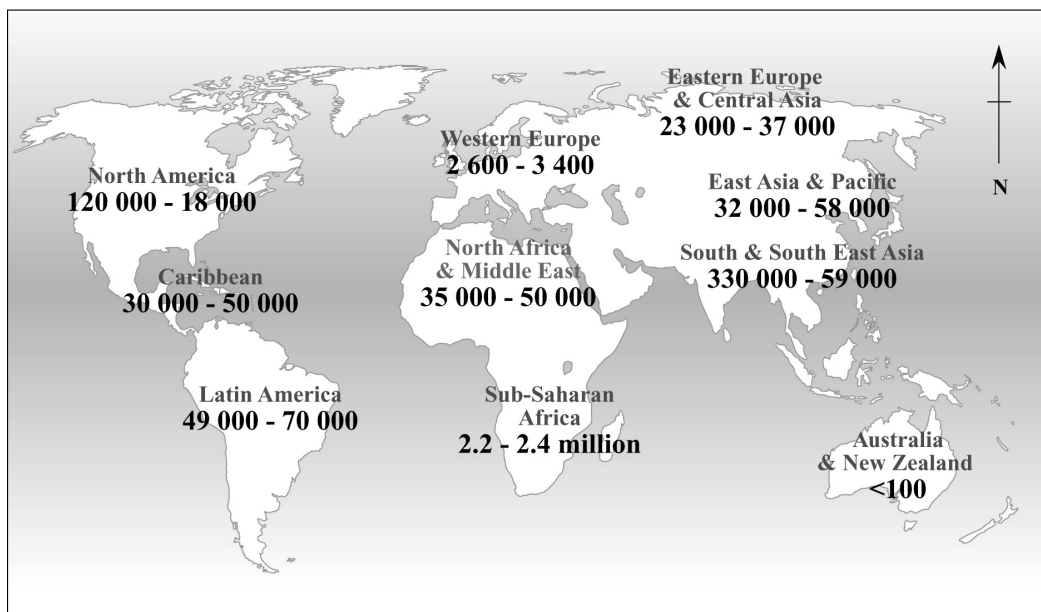 Eastern Europe
& Central Asia
23 000 - 37 000
Western Europe
2 600 - 3 400
North America
120 000 - 18 000
East Asia & Pacific
32 000 - 58 000
N
North Africa
& Middle East
35 000 - 50 000
South & South East Asia
330 000 - 59 000
Caribbean
30 000 - 50 000
Latin America
49 000 - 70 000
Sub-Saharan
Africa
2.2 - 2.4 million
Australia
& New Zealand
<100